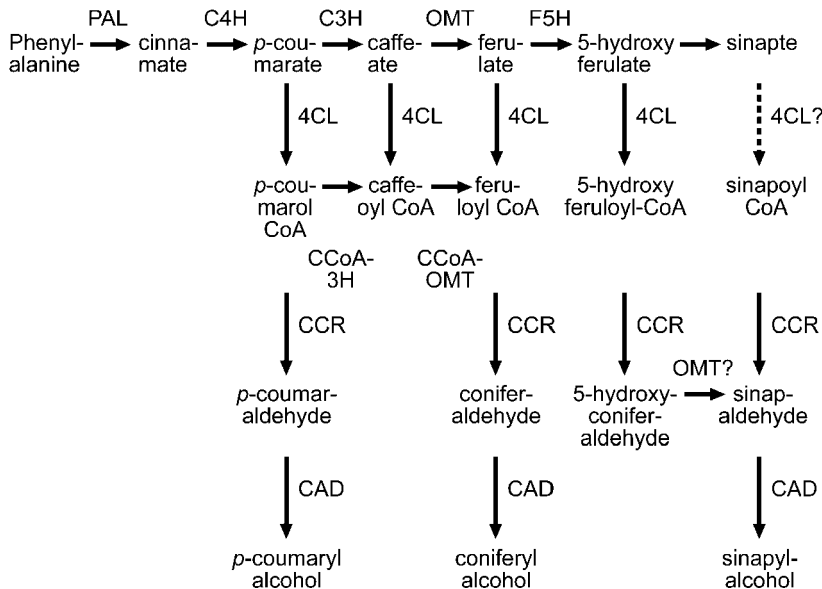 PAL C4H C3H OMT F5H
Phenyl- cinna- p-cou- caffe- feru- 5-hydroxy sinapte
alanine mate marate ate late ferulate
4CL 4CL 4CL 4CL 4CL?
p-cou- caffe- feru- 5-hydroxy sinapoyl
marol oyl CoA loyl CoA feruloyl-CoA CoA
CoA
CCoA- CCoA-
3H OMT
CCR CCR CCR CCR
OMT?
p-coumar- conifer- 5-hydroxy- sinap-
aldehyde aldehyde conifer- aldehyde
aldehyde
CAD CAD CAD
p-coumaryl coniferyl sinapyl-
alcohol alcohol alcohol